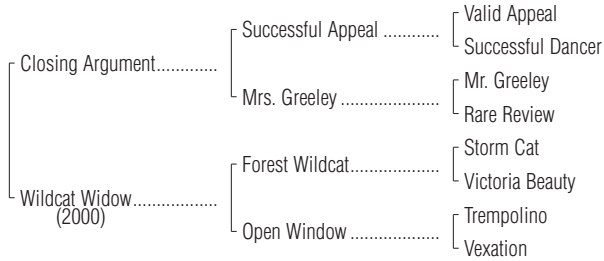 Valid Appeal
Successful Appeal ............
Successful Dancer
Closing Argument.............
Mr. Greeley
Mrs. Greeley ....................
Rare Review
Storm Cat
Forest Wildcat..................
Victoria Beauty
Wildcat Widow.................
(2000)
Trempolino
Open Window ..................
Vexation